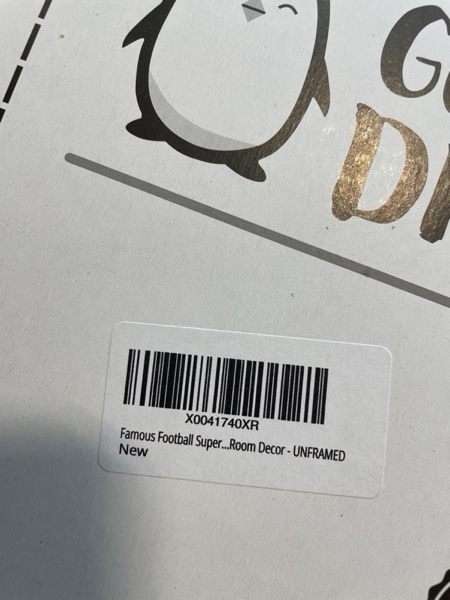 X0041740XR
Famous Football Super...Room Decor - UNFRAMED
New